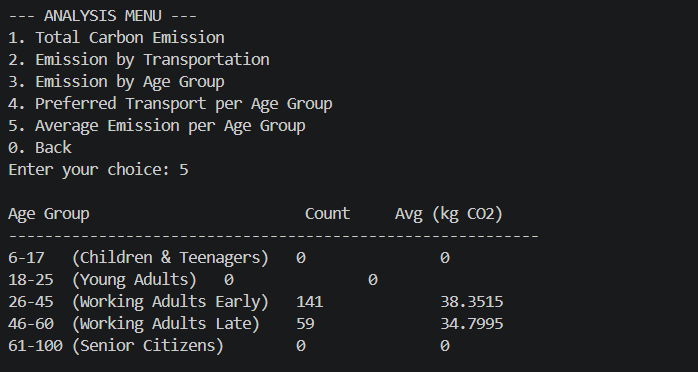 --- ANALYSIS MENU ---
1. Total Carbon Emission
2. Emission by Transportation
3. Emission by Age Group
4. Preferred Transport per Age Group
5. Average Emission per Age Group
0. Back
Enter your choice: 5

Age Group                        Count     Avg (kg CO2)
-----------------------------------------------------------
6-17   (Children & Teenagers)   0               0
18-25  (Young Adults)   0               0
26-45  (Working Adults Early)   141             38.3515
46-60  (Working Adults Late)    59              34.7995
61-100 (Senior Citizens)        0               0